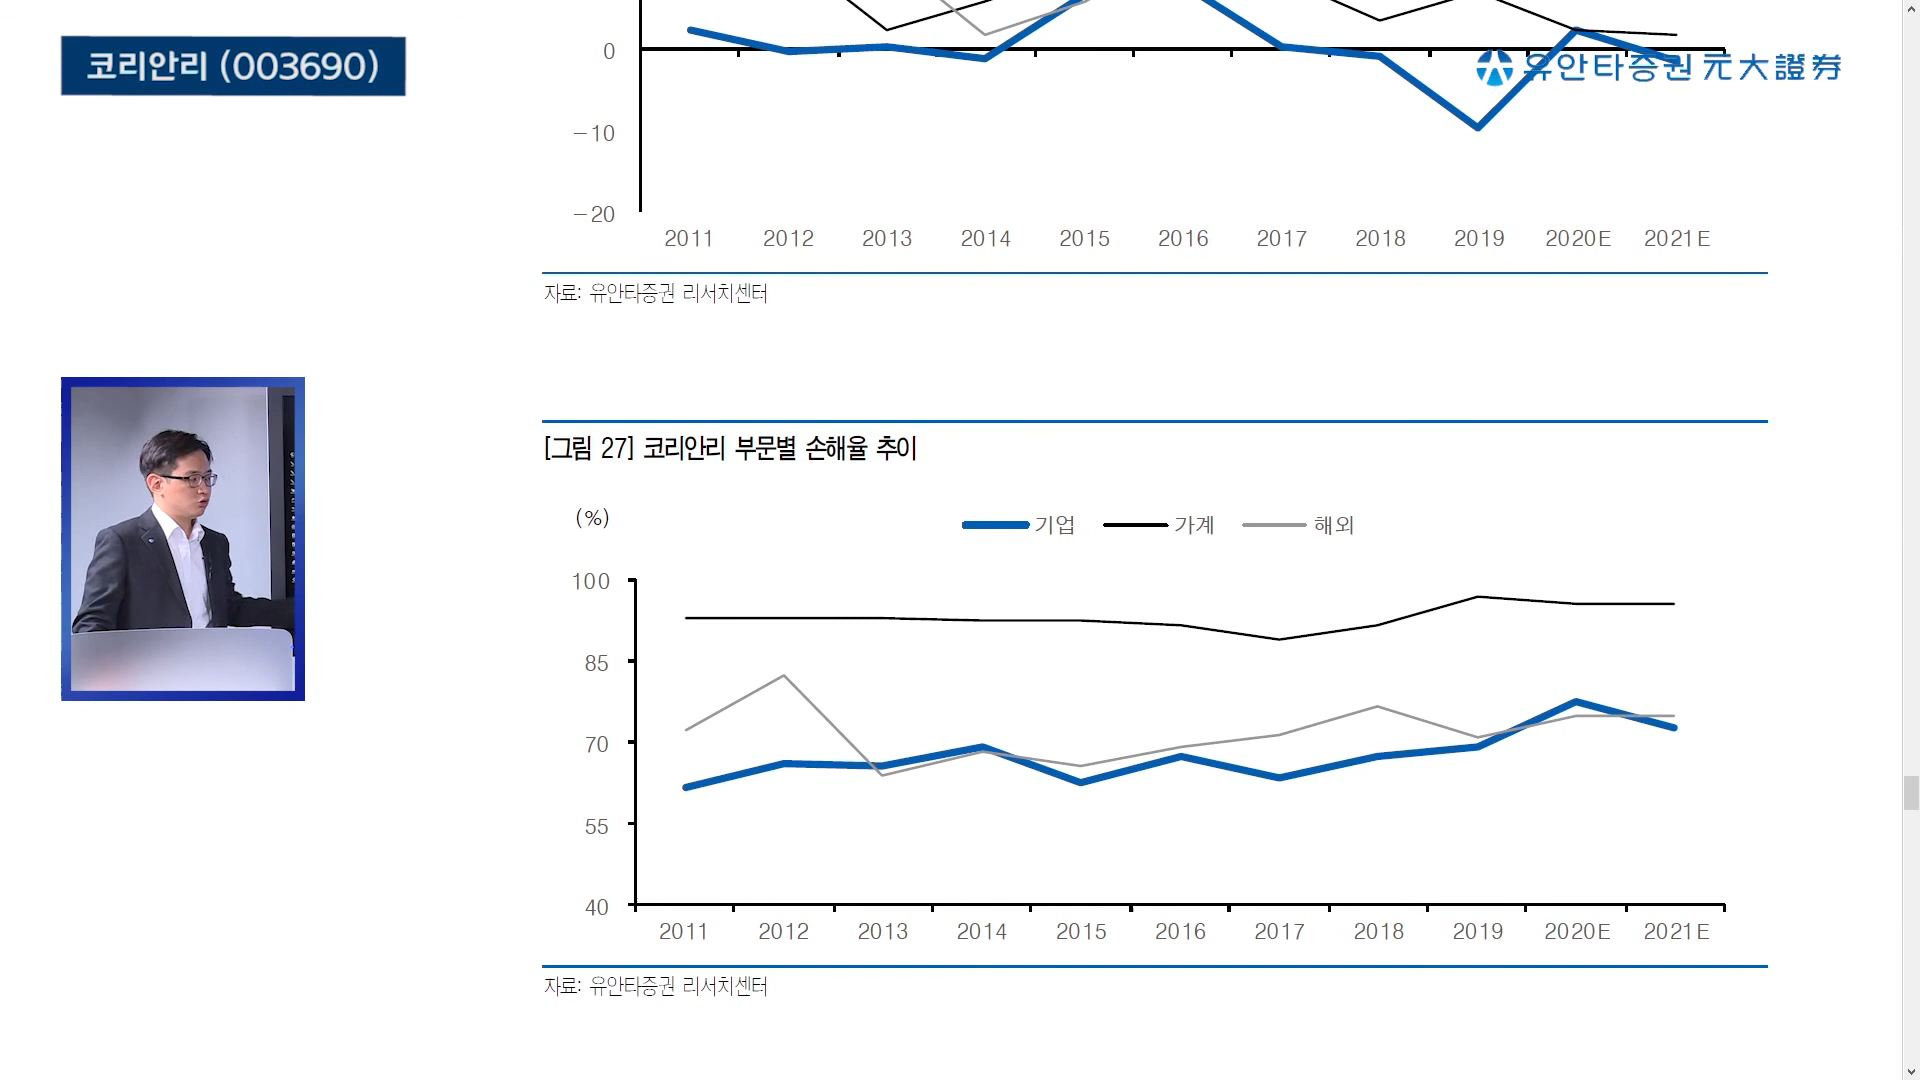 코리안리 (003690)
유안타증권 元大證券
0
-10
-20
2011 2012 2013 2014 2015 2016 2017 2018 2019 2020E 2021E
자료: 유안타증권 리서치센터
[그림 27] 코리안리 부문별 손해율 추이
(%)
기업 가계 해외
100
85
70
55
40
2011 2012 2013 2014 2015 2016 2017 2018 2019 2020E 2021E
자료: 유안타증권 리서치센터